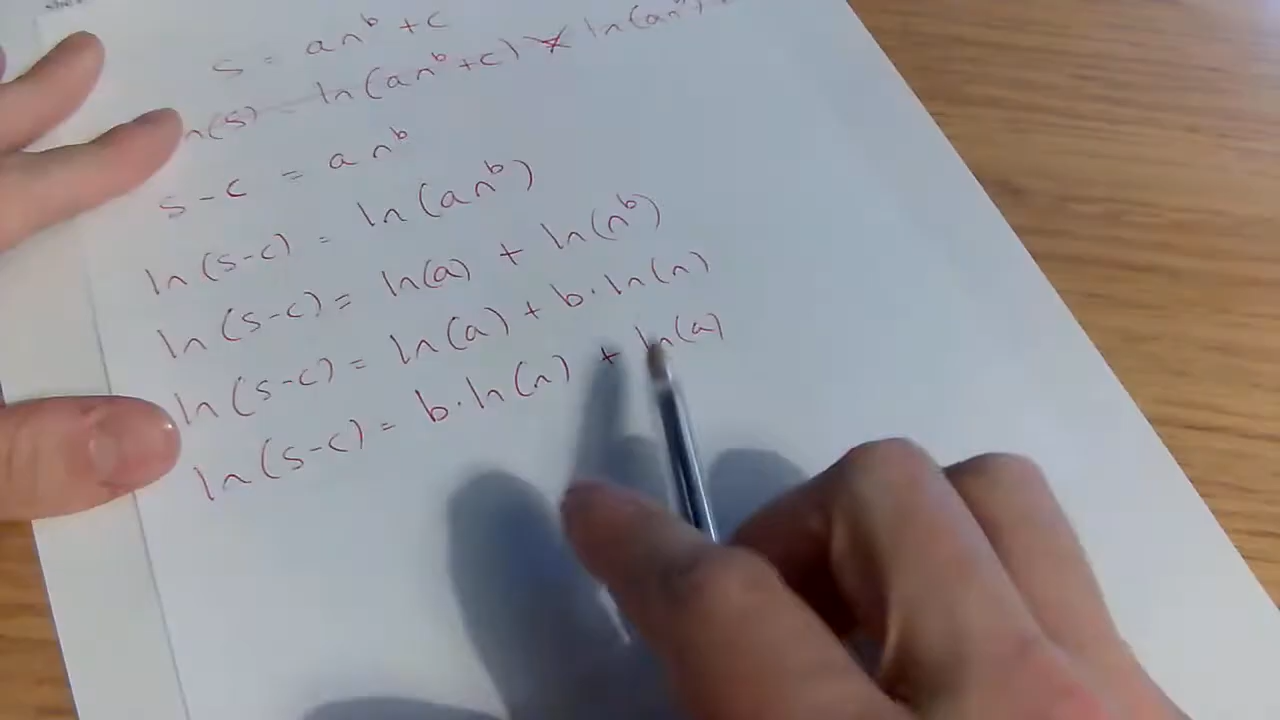 s = an^b + c
ln(s) = ln(an^b + c) ≠ ln(an
s - c = an^b
ln(s-c) = ln(an^b)
ln(s-c) = ln(a) + ln(n^b)
ln(s-c) = ln(a) + b·ln(n)
ln(s-c) = b·ln(n) + ln(a)